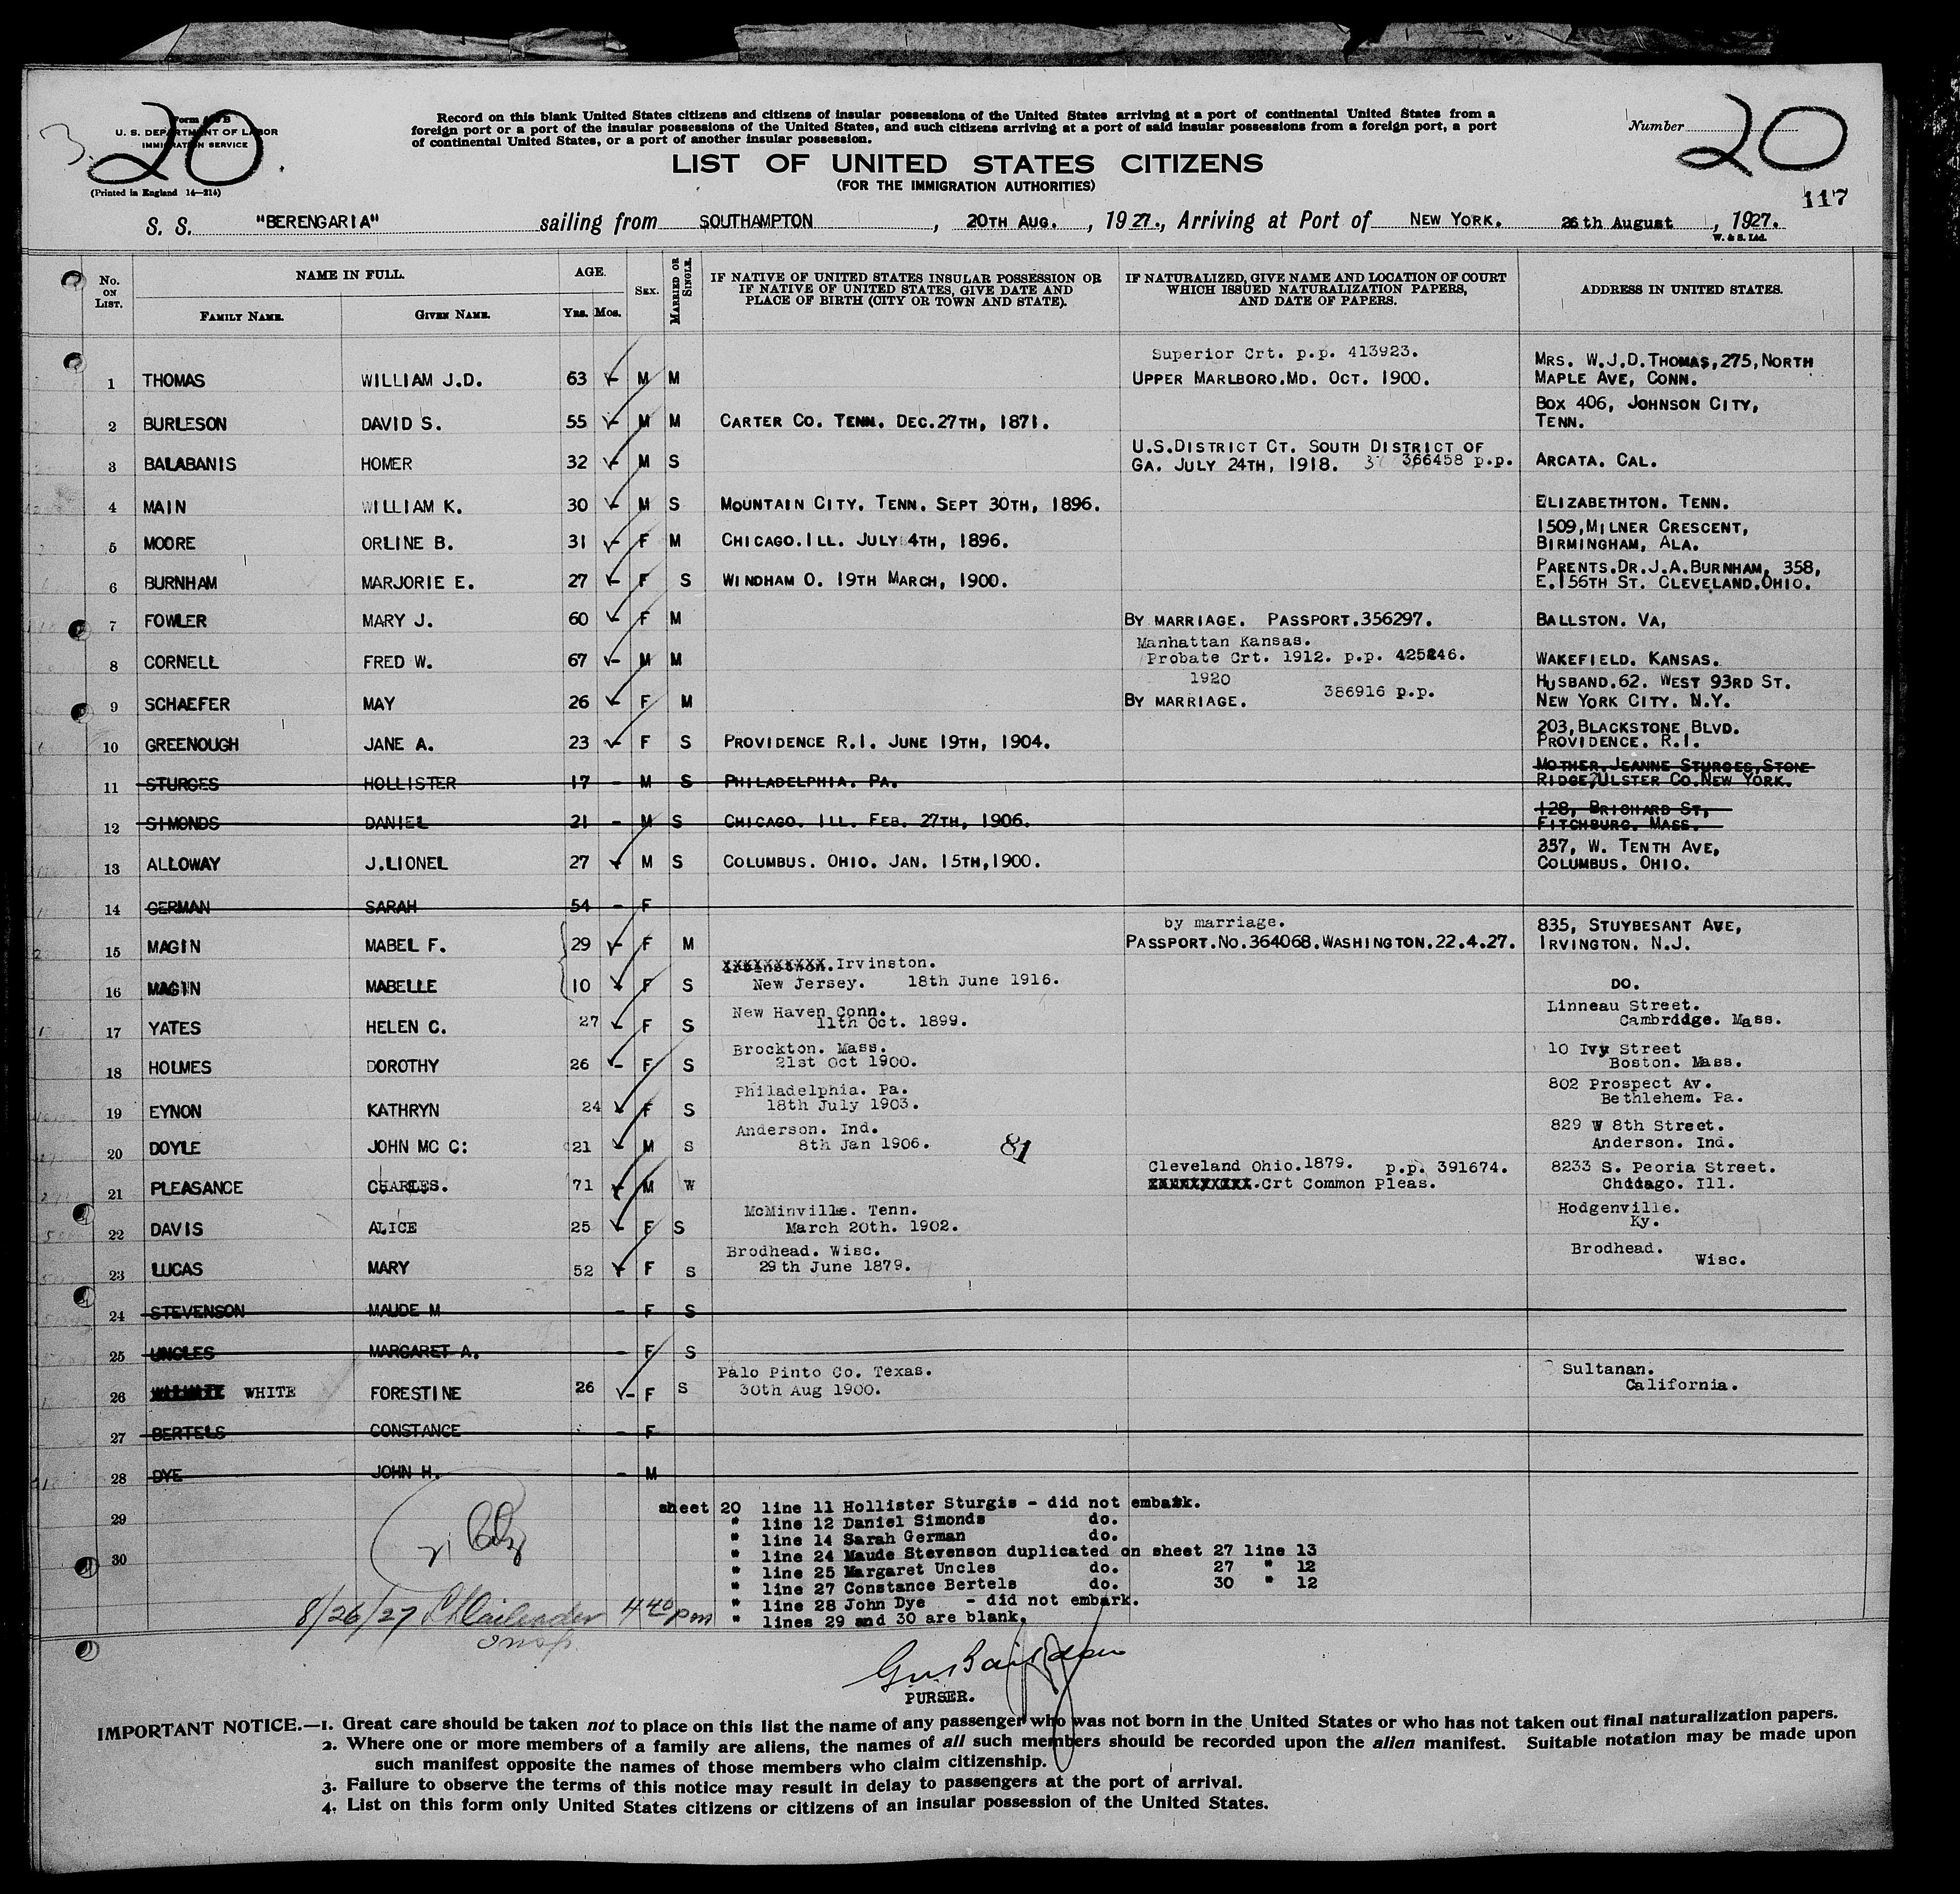 20
Form 630 B
U. S. DEPARTMENT OF LABOR
IMMIGRATION SERVICE
(Printed in England 14—214)
Record on this blank United States citizens and citizens of insular possessions of the United States arriving at a port of continental United States from a
foreign port or a port of the insular possessions of the United States, and such citizens arriving at a port of said insular possessions from a foreign port, a port
of continental United States, or a port of another insular possession.
LIST OF UNITED STATES CITIZENS
(FOR THE IMMIGRATION AUTHORITIES)
Number 20
117
S. S. "BERENGARIA" sailing from SOUTHAMPTON, 20TH AUG., 1927., Arriving at Port of NEW YORK. 26th August, 1927.
W. & S. Ltd.
No. ON LIST. NAME IN FULL. FAMILY NAME. GIVEN NAME. AGE. YRS. MOS. SEX. MARRIED OR SINGLE. IF NATIVE OF UNITED STATES INSULAR POSSESSION OR IF NATIVE OF UNITED STATES, GIVE DATE AND PLACE OF BIRTH (CITY OR TOWN AND STATE). IF NATURALIZED, GIVE NAME AND LOCATION OF COURT WHICH ISSUED NATURALIZATION PAPERS, AND DATE OF PAPERS. ADDRESS IN UNITED STATES.
1 THOMAS WILLIAM J.D. 63 M M Superior Crt. p.p. 413923. UPPER MARLBORO.MD. OCT. 1900. MRS. W.J.D.THOMAS,275,NORTH MAPLE AVE, CONN.
2 BURLESON DAVID S. 55 M M CARTER CO. TENN. DEC.27TH, 1871. BOX 406, JOHNSON CITY, TENN.
3 BALABANIS HOMER 32 M S U.S.DISTRICT CT. SOUTH DISTRICT OF GA. JULY 24TH, 1918. 366458 p.p. ARCATA. CAL.
4 MAIN WILLIAM K. 30 M S MOUNTAIN CITY. TENN. SEPT 30TH, 1896. ELIZABETHTON. TENN.
5 MOORE ORLINE B. 31 F M CHICAGO.ILL. JULY 4TH, 1896. 1509,MILNER CRESCENT, BIRMINGHAM, ALA.
6 BURNHAM MARJORIE E. 27 F S WINDHAM O. 19TH MARCH, 1900. PARENTS.DR.J.A.BURNHAM, 358, E.156TH ST. CLEVELAND.OHIO.
7 FOWLER MARY J. 60 F M BY MARRIAGE. PASSPORT.356297. BALLSTON. VA,
8 CORNELL FRED W. 67 M M Manhattan Kansas. Probate Crt. 1912. p.p. 425246. WAKEFIELD. KANSAS.
9 SCHAEFER MAY 26 F M 1920 BY MARRIAGE. 386916 p.p. HUSBAND.62. WEST 93RD ST. NEW YORK CITY. N.Y.
10 GREENOUGH JANE A. 23 F S PROVIDENCE R.I. JUNE 19TH, 1904. 203,BLACKSTONE BLVD. PROVIDENCE. R.I.
11 STURGES HOLLISTER 17 - M S PHILADELPHIA. PA. MOTHER,JEANNE STURGES,STONE RIDGE,ULSTER CO.NEW YORK.
12 SIMONDS DANIEL 21 - M S CHICAGO. ILL. FEB. 27TH, 1906. 128, BRICHARD ST, FITCHBURG. MASS.
13 ALLOWAY J.LIONEL 27 M S COLUMBUS. OHIO. JAN. 15TH,1900. 337, W. TENTH AVE, COLUMBUS. OHIO.
14 GERMAN SARAH 54 - F
15 MAGIN MABEL F. 29 F M by marriage. PASSPORT.NO.364068.WASHINGTON.22.4.27. 835, STUYBESANT AVE, IRVINGTON. N.J.
16 MAGIN MABELLE 10 F S Irvinston. New Jersey. 18th June 1916. DO.
17 YATES HELEN C. 27 F S New Haven Conn. 11th Oct. 1899. Linneau Street. Cambrddge. Mass.
18 HOLMES DOROTHY 26 F S Brockton. Mass. 21st Oct 1900. 10 Ivy Street Boston. Mass.
19 EYNON KATHRYN 24 F S Philadelphia. Pa. 18th July 1903. 802 Prospect Av. Bethlehem. Pa.
20 DOYLE JOHN MC C: 21 M S Anderson. Ind. 8th Jan 1906. 81 829 W 8th Street. Anderson. Ind.
21 PLEASANCE CHARLES. 71 M W Cleveland Ohio.1879. p.p. 391674. Crt Common Pleas. 8233 S. Peoria Street. Chdcago. Ill.
22 DAVIS ALICE 25 F S McMinville. Tenn. March 20th. 1902. Hodgenville. Ky.
23 LUCAS MARY 52 F S Brodhead. Wisc. 29th June 1879. Brodhead. Wisc.
24 STEVENSON MAUDE M - F S
25 UNCLES MARGARET A. - F S
26 WHITE FORESTINE 26 F S Palo Pinto Co. Texas. 30th Aug 1900. Sultanan. California.
27 BERTELS CONSTANCE - F
28 DYE JOHN H. - M
29
30
sheet 20 line 11 Hollister Sturgis - did not embark.
" line 12 Daniel Simonds do.
" line 14 Sarah German do.
" line 24 Maude Stevenson duplicated on sheet 27 line 13
" line 25 Margaret Uncles do. 27 " 12
" line 27 Constance Bertels do. 30 " 12
" line 28 John Dye - did not embark.
" lines 29 and 30 are blank.
8/26/27 4 40 pm
Insp.
PURSER.
IMPORTANT NOTICE.—1. Great care should be taken not to place on this list the name of any passenger who was not born in the United States or who has not taken out final naturalization papers.
2. Where one or more members of a family are aliens, the names of all such members should be recorded upon the alien manifest. Suitable notation may be made upon
such manifest opposite the names of those members who claim citizenship.
3. Failure to observe the terms of this notice may result in delay to passengers at the port of arrival.
4. List on this form only United States citizens or citizens of an insular possession of the United States.